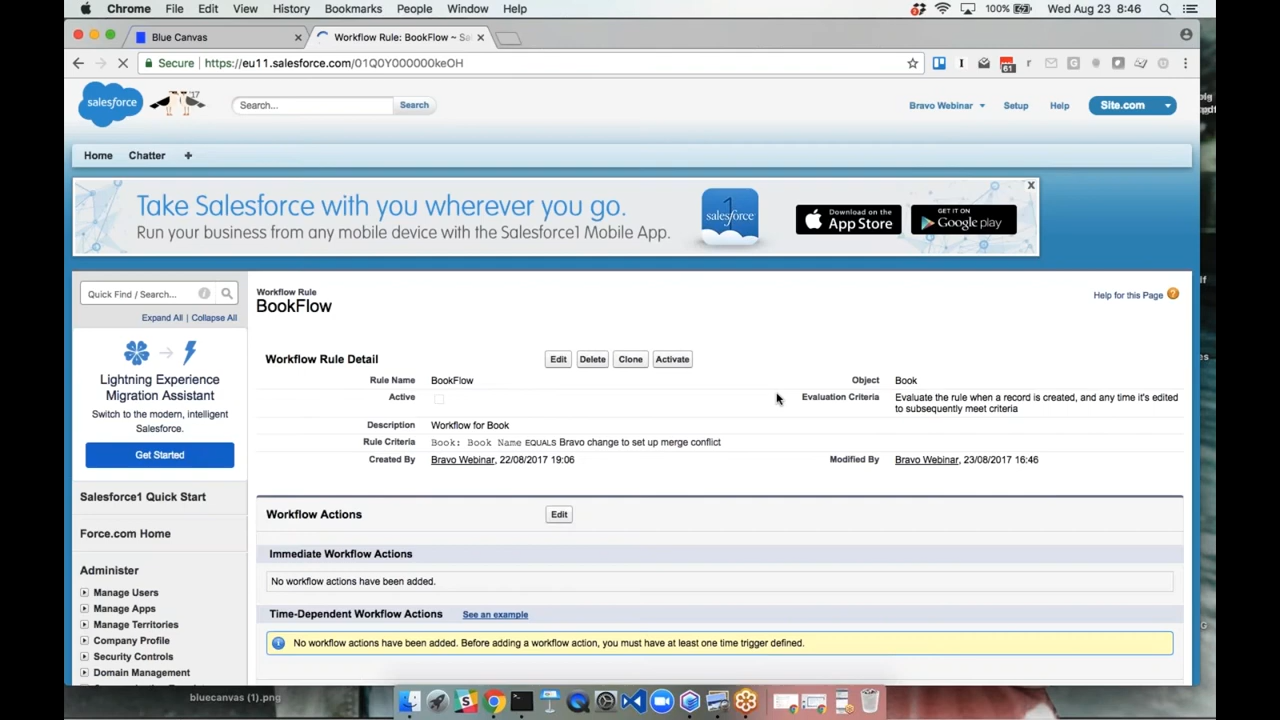 Chrome File Edit View History Bookmarks People Window Help 100% Wed Aug 23 8:46
Blue Canvas
Workflow Rule: BookFlow ~ Sa
Secure https://eu11.salesforce.com/01Q0Y000000keOH
61
salesforce
'17
Search...
Search
Bravo Webinar Setup Help Site.com
Home Chatter +
Take Salesforce with you wherever you go.
Run your business from any mobile device with the Salesforce1 Mobile App.
1
salesforce
Download on the
App Store
GET IT ON
Google play
X
Quick Find / Search...
Expand All | Collapse All
Lightning Experience
Migration Assistant
Switch to the modern, intelligent
Salesforce.
Get Started
Salesforce1 Quick Start
Force.com Home
Administer
Manage Users
Manage Apps
Manage Territories
Company Profile
Security Controls
Domain Management
Workflow Rule
BookFlow
Help for this Page
Workflow Rule Detail Edit Delete Clone Activate
Rule Name BookFlow Object Book
Active Evaluation Criteria Evaluate the rule when a record is created, and any time it's edited
to subsequently meet criteria
Description Workflow for Book
Rule Criteria Book: Book Name EQUALS Bravo change to set up merge conflict
Created By Bravo Webinar, 22/08/2017 19:06 Modified By Bravo Webinar, 23/08/2017 16:46
Workflow Actions Edit
Immediate Workflow Actions
No workflow actions have been added.
Time-Dependent Workflow Actions See an example
No workflow actions have been added. Before adding a workflow action, you must have at least one time trigger defined.
bluecanvas (1).png